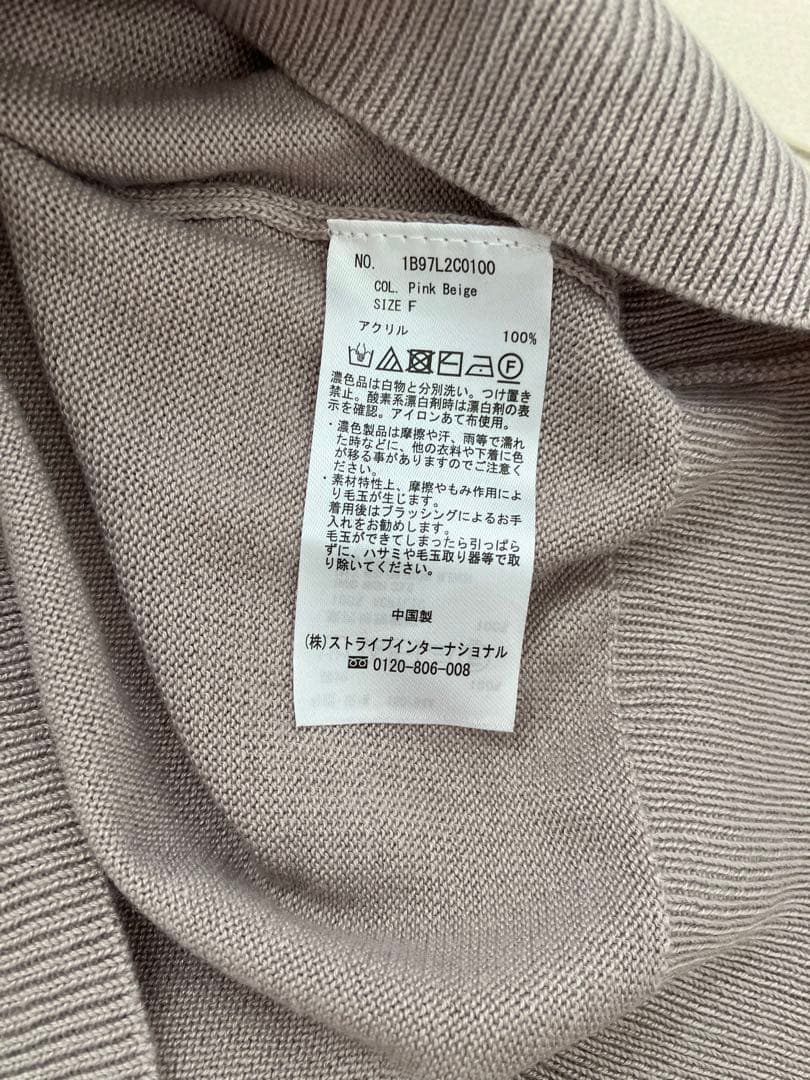 NO. 1B97L2C0100
COL. Pink Beige
SIZE F
アクリル 100%
F
濃色品は白物と分別洗い。つけ置き
禁止。酸素系漂白剤時は漂白剤の表
示を確認。アイロンあて布使用。
・濃色製品は摩擦や汗、雨等で濡れ
た時などに、他の衣料や下着に色
が移る事がありますのでご注意く
ださい。
・素材特性上、摩擦やもみ作用によ
り毛玉が生じます。
着用後はブラッシングによるお手
入れをお勧めします。
毛玉ができてしまったら引っぱら
ずに、ハサミや毛玉取り器等で取
り除いてください。
中国製
(株)ストライプインターナショナル
0120-806-008